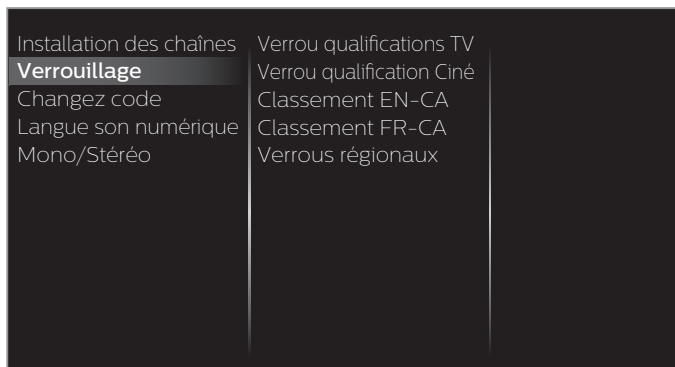 Installation des chaînes
Verrouillage
Changez code
Langue son numérique
Mono/Stéréo
Verrou qualifications TV
Verrou qualification Ciné
Classement EN-CA
Classement FR-CA
Verrous régionaux